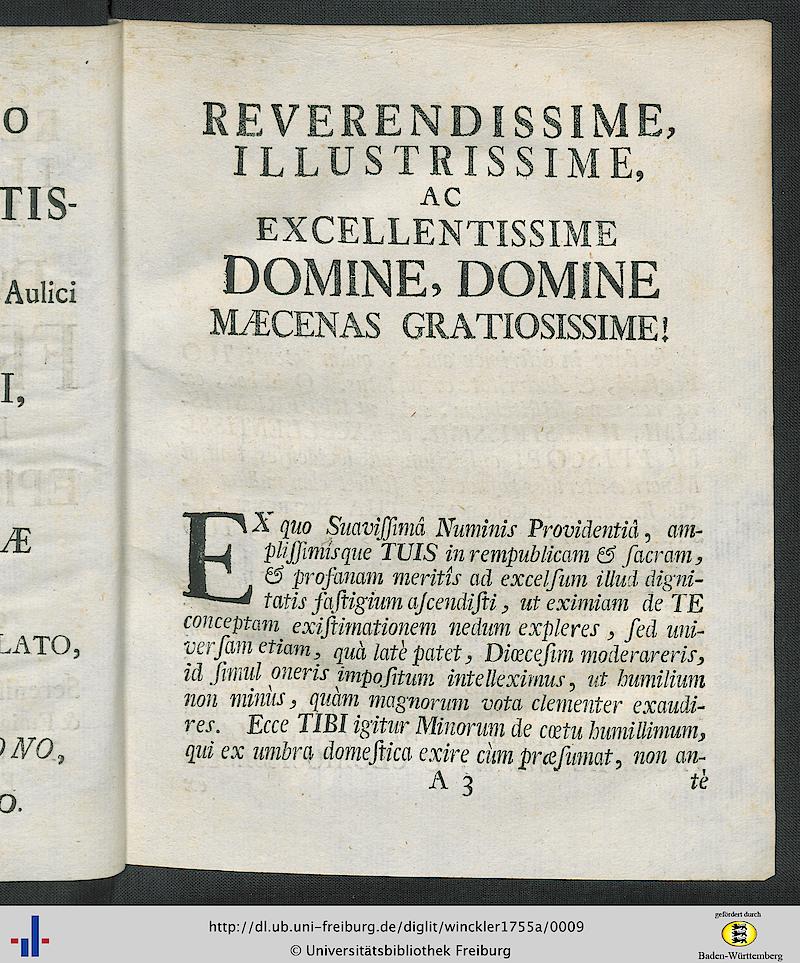 O
TIS-
Aulici
I,
Æ
LATO,
ONO,
O.
REVERENDISSIME,
ILLUSTRISSIME,
AC
EXCELLENTISSIME
DOMINE, DOMINE
MÆCENAS GRATIOSISSIME!
EX quo Suaviſſimâ Numinis Providentiâ, am-
pliſſimisque TUIS in rempublicam & ſacram,
& profanam meritîs ad excelſum illud digni-
tatis faſtigium aſcendiſti, ut eximiam de TE
conceptam exiſtimationem nedum expleres, ſed uni-
verſam etiam, quà latè patet, Diœceſim moderareris,
id ſimul oneris impoſitum intelleximus, ut humilium
non minùs, quàm magnorum vota clementer exaudi-
res. Ecce TIBI igitur Minorum de cœtu humillimum,
qui ex umbra domeſtica exire cùm præſumat, non an-
A 3 tè
http://dl.ub.uni-freiburg.de/diglit/winckler1755a/0009
© Universitätsbibliothek Freiburg
gefördert durch
Baden-Württemberg